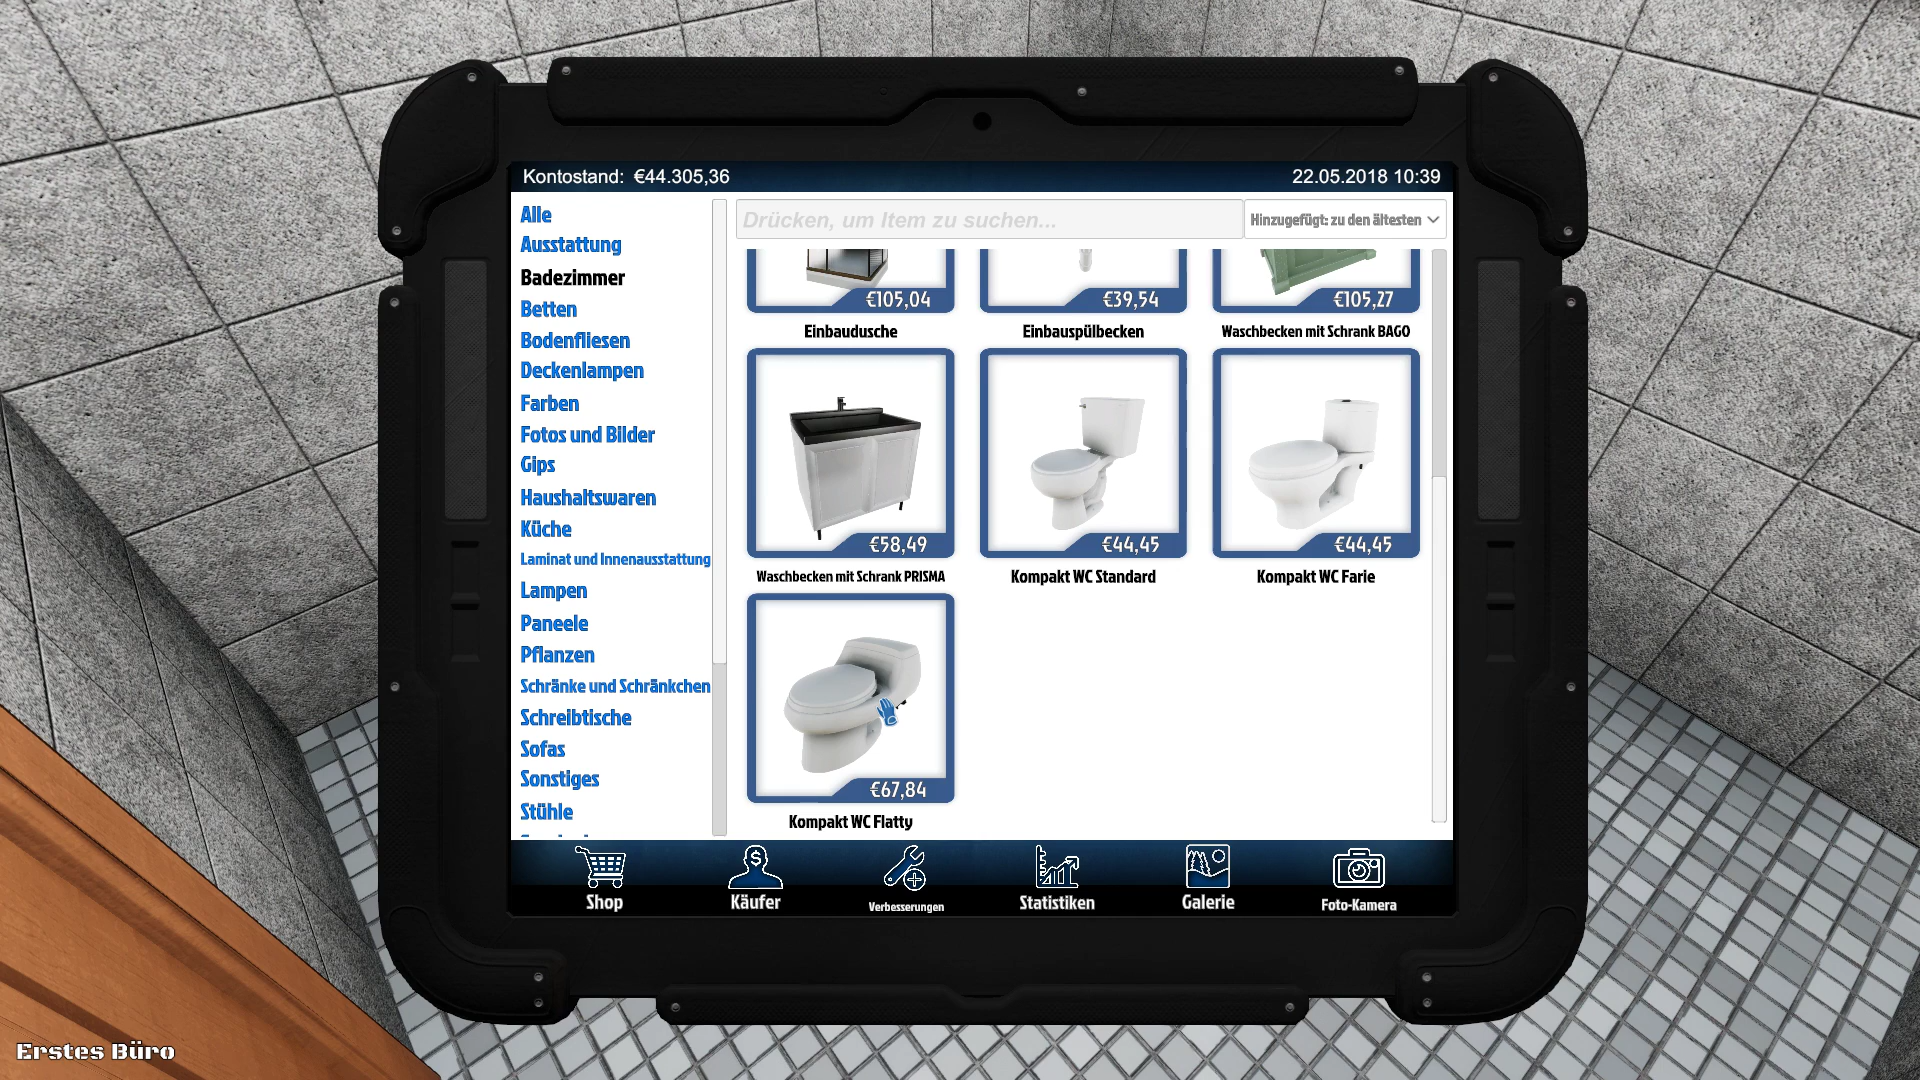 Kontostand: €44.305,36
22.05.2018 10:39
Alle
Ausstattung
Badezimmer
Betten
Bodenfliesen
Deckenlampen
Farben
Fotos und Bilder
Gips
Haushaltswaren
Küche
Laminat und Innenausstattung
Lampen
Paneele
Pflanzen
Schränke und Schränkchen
Schreibtische
Sofas
Sonstiges
Stühle
Drücken, um Item zu suchen...
Hinzugefügt: zu den ältesten
€105,04
€39,54
€105,27
Einbaudusche
Einbauspülbecken
Waschbecken mit Schrank BAGO
€58,49
€44,45
€44,45
Waschbecken mit Schrank PRISMA
Kompakt WC Standard
Kompakt WC Farie
€67,84
Kompakt WC Flatty
Shop
Käufer
Verbesserungen
Statistiken
Galerie
Foto-Kamera
Erstes Büro